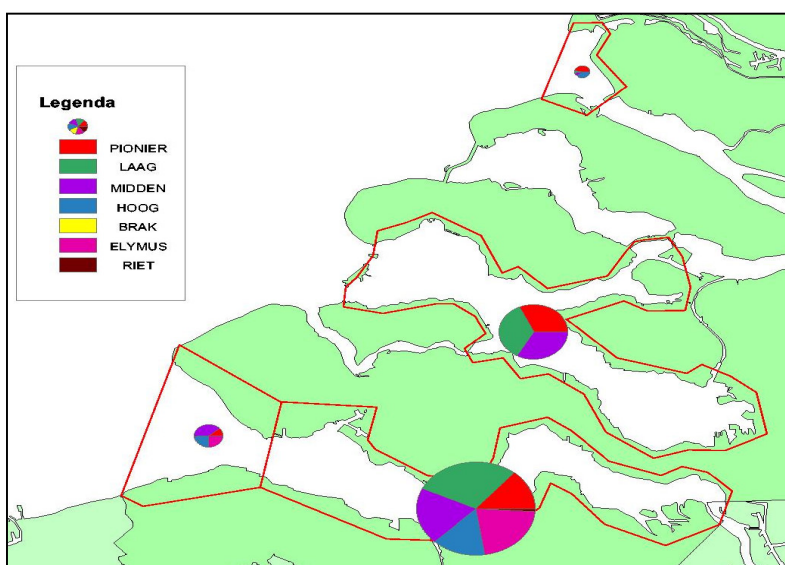 Legenda
PIONIER
LAAG
MIDDEN
HOOG
BRAK
ELYMUS
RIET